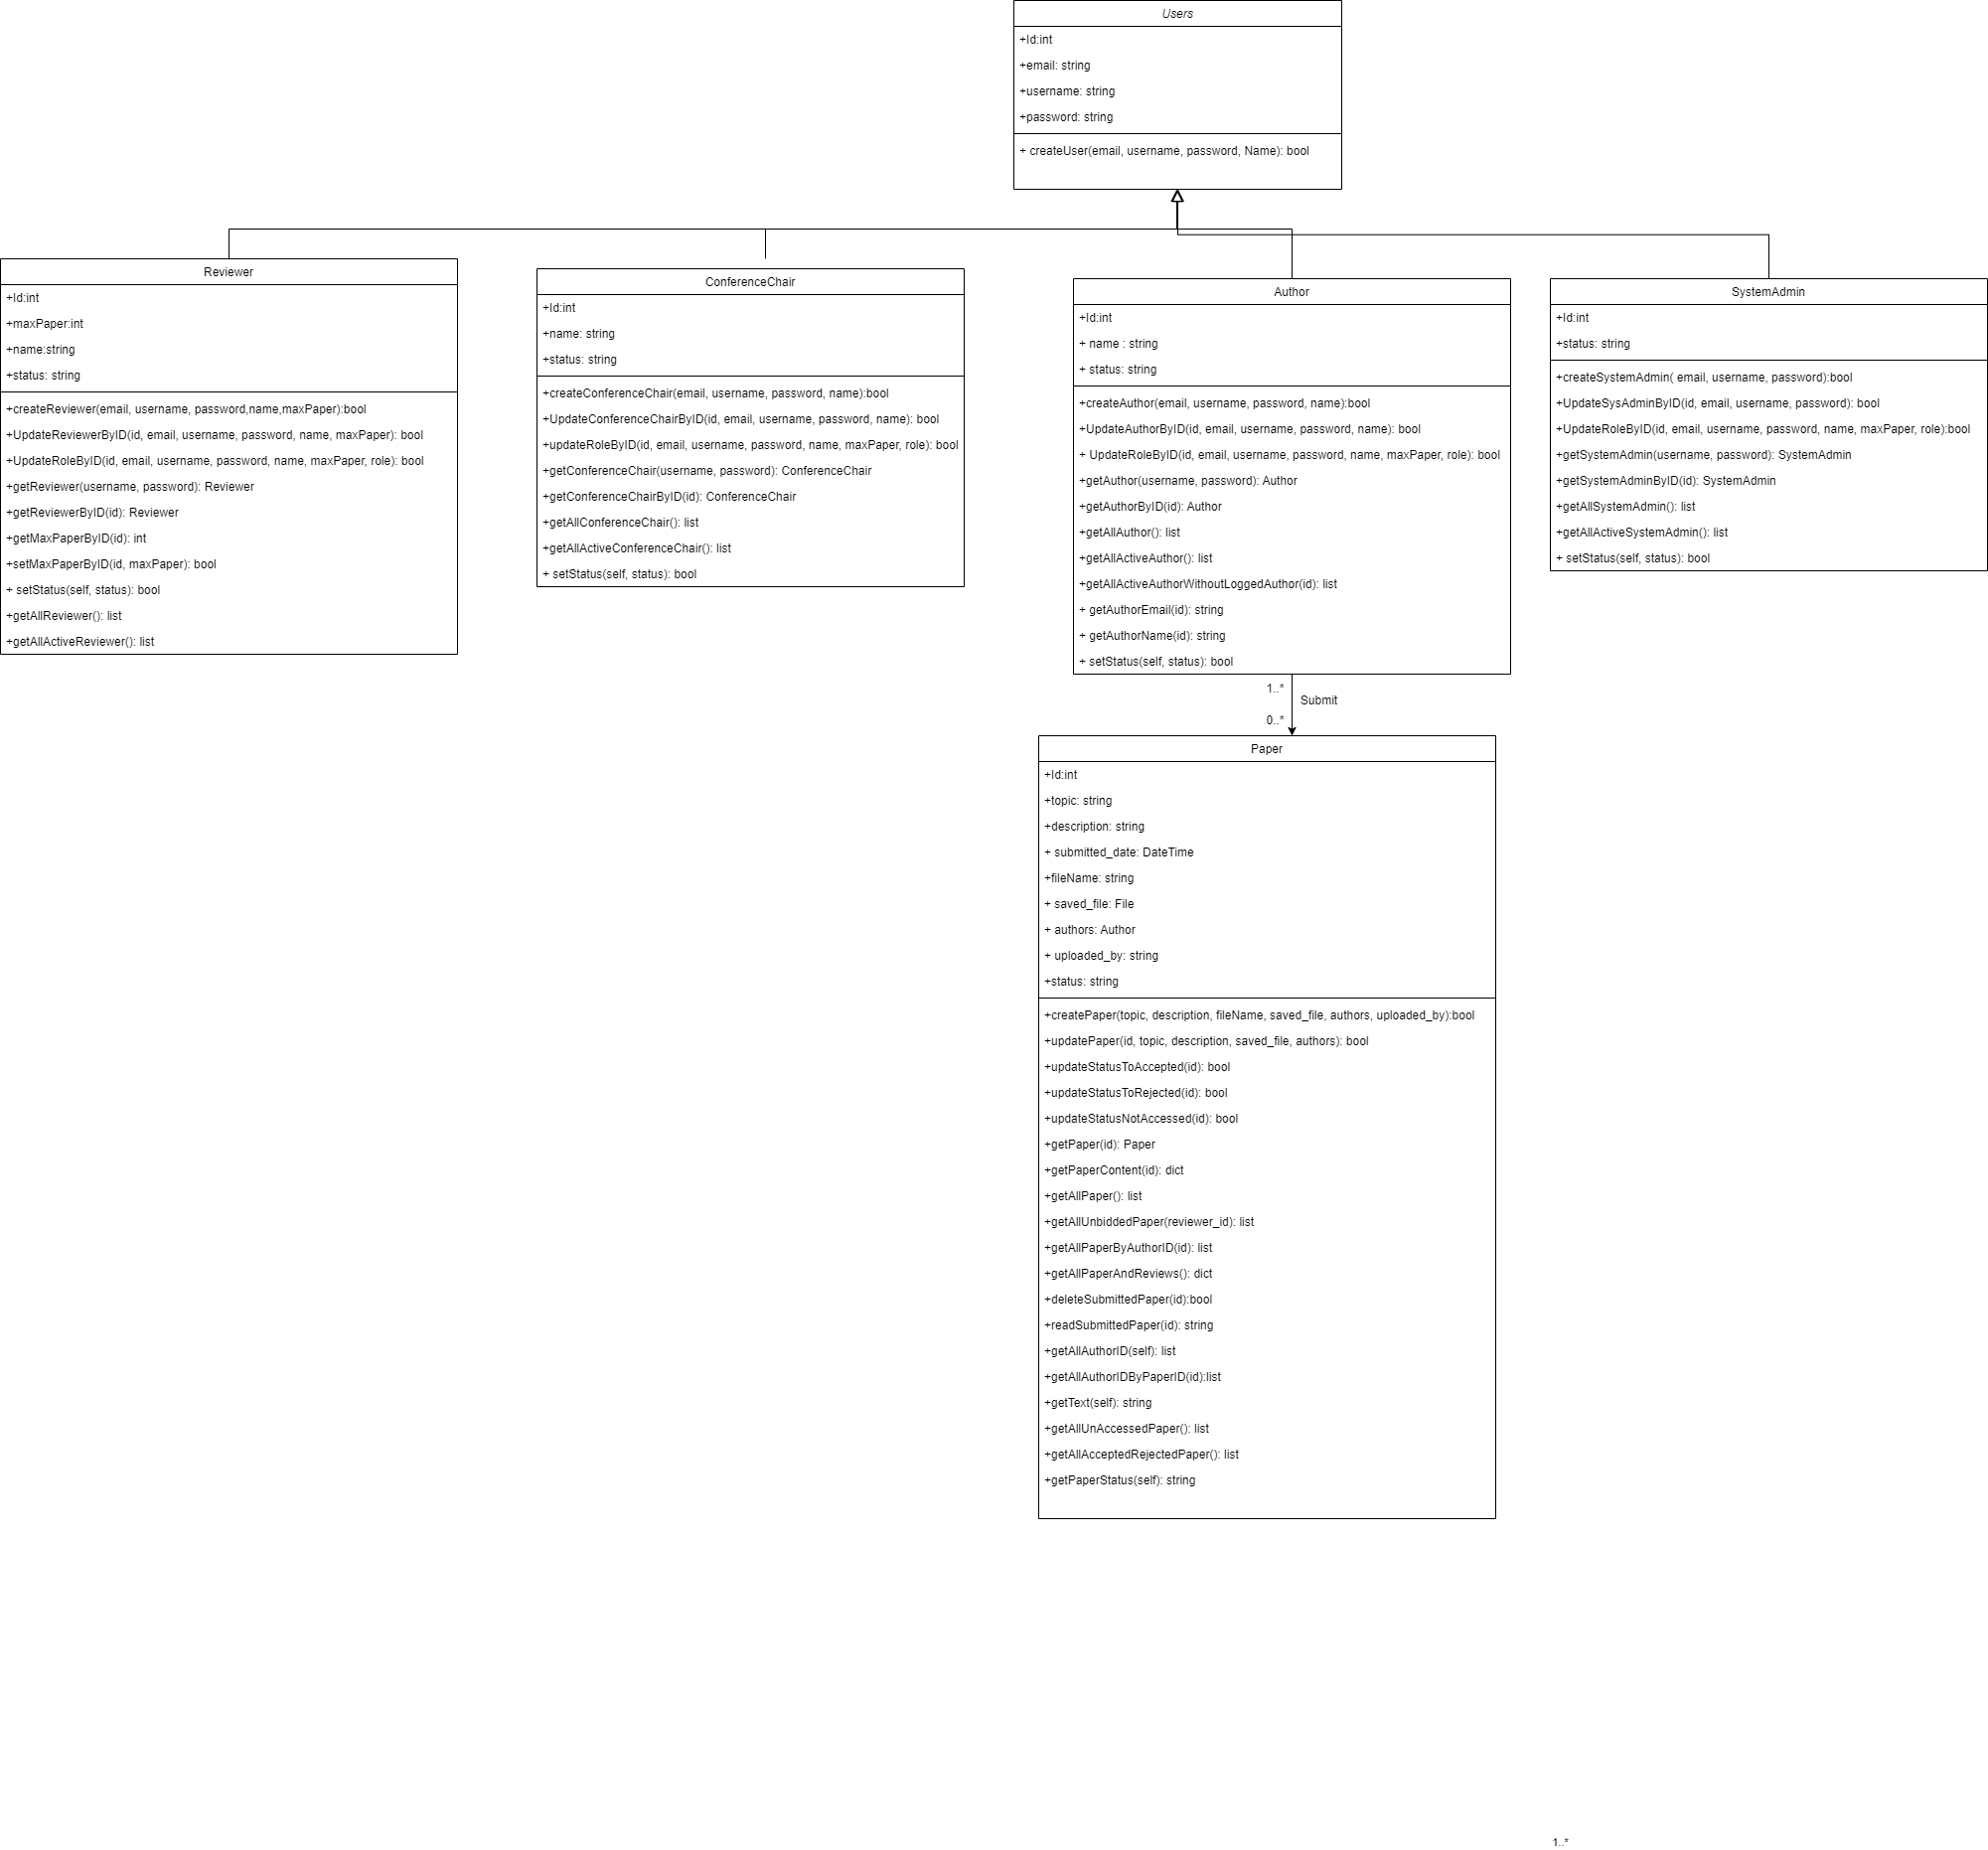 Users
+Id:int
+email: string
+username: string
+password: string
+ createUser(email, username, password, Name): bool
Reviewer
+Id:int
+maxPaper:int
+name:string
+status: string
+createReviewer(email, username, password,name,maxPaper):bool
+UpdateReviewerByID(id, email, username, password, name, maxPaper): bool
+UpdateRoleByID(id, email, username, password, name, maxPaper, role): bool
+getReviewer(username, password): Reviewer
+getReviewerByID(id): Reviewer
+getMaxPaperByID(id): int
+setMaxPaperByID(id, maxPaper): bool
+ setStatus(self, status): bool
+getAllReviewer(): list
+getAllActiveReviewer(): list
ConferenceChair
+Id:int
+name: string
+status: string
+createConferenceChair(email, username, password, name):bool
+UpdateConferenceChairByID(id, email, username, password, name): bool
+updateRoleByID(id, email, username, password, name, maxPaper, role): bool
+getConferenceChair(username, password): ConferenceChair
+getConferenceChairByID(id): ConferenceChair
+getAllConferenceChair(): list
+getAllActiveConferenceChair(): list
+ setStatus(self, status): bool
Author
+Id:int
+ name : string
+ status: string
+createAuthor(email, username, password, name):bool
+UpdateAuthorByID(id, email, username, password, name): bool
+ UpdateRoleByID(id, email, username, password, name, maxPaper, role): bool
+getAuthor(username, password): Author
+getAuthorByID(id): Author
+getAllAuthor(): list
+getAllActiveAuthor(): list
+getAllActiveAuthorWithoutLoggedAuthor(id): list
+ getAuthorEmail(id): string
+ getAuthorName(id): string
+ setStatus(self, status): bool
SystemAdmin
+Id:int
+status: string
+createSystemAdmin( email, username, password):bool
+UpdateSysAdminByID(id, email, username, password): bool
+UpdateRoleByID(id, email, username, password, name, maxPaper, role):bool
+getSystemAdmin(username, password): SystemAdmin
+getSystemAdminByID(id): SystemAdmin
+getAllSystemAdmin(): list
+getAllActiveSystemAdmin(): list
+ setStatus(self, status): bool
1..*
Submit
0..*
Paper
+Id:int
+topic: string
+description: string
+ submitted_date: DateTime
+fileName: string
+ saved_file: File
+ authors: Author
+ uploaded_by: string
+status: string
+createPaper(topic, description, fileName, saved_file, authors, uploaded_by):bool
+updatePaper(id, topic, description, saved_file, authors): bool
+updateStatusToAccepted(id): bool
+updateStatusToRejected(id): bool
+updateStatusNotAccessed(id): bool
+getPaper(id): Paper
+getPaperContent(id): dict
+getAllPaper(): list
+getAllUnbiddedPaper(reviewer_id): list
+getAllPaperByAuthorID(id): list
+getAllPaperAndReviews(): dict
+deleteSubmittedPaper(id):bool
+readSubmittedPaper(id): string
+getAllAuthorID(self): list
+getAllAuthorIDByPaperID(id):list
+getText(self): string
+getAllUnAccessedPaper(): list
+getAllAcceptedRejectedPaper(): list
+getPaperStatus(self): string
1..*